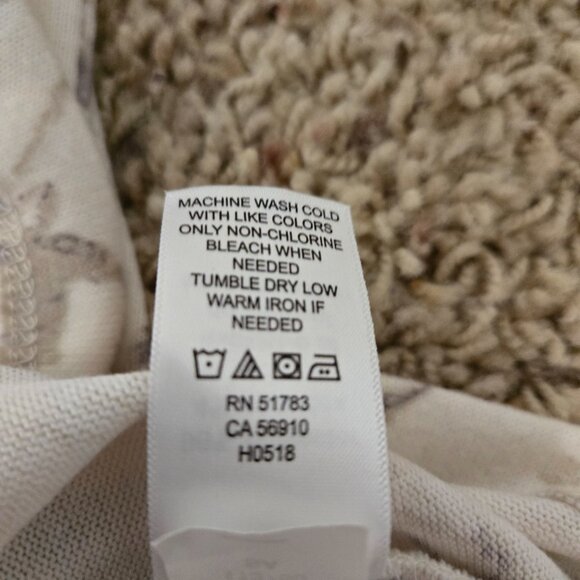 MACHINE WASH COLD
WITH LIKE COLORS
ONLY NON-CHLORINE
BLEACH WHEN
NEEDED
TUMBLE DRY LOW
WARM IRON IF
NEEDED
RN 51783
CA 56910
H0518